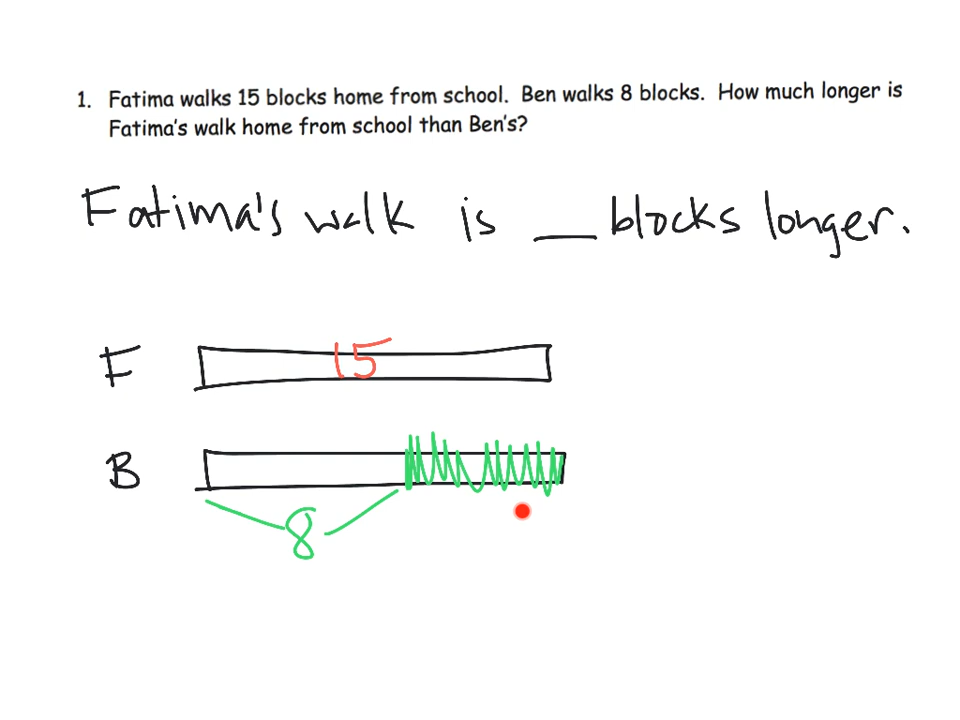 1. Fatima walks 15 blocks home from school. Ben walks 8 blocks. How much longer is
Fatima's walk home from school than Ben's?
Fatima's walk is __ blocks longer.
F 15
B
8